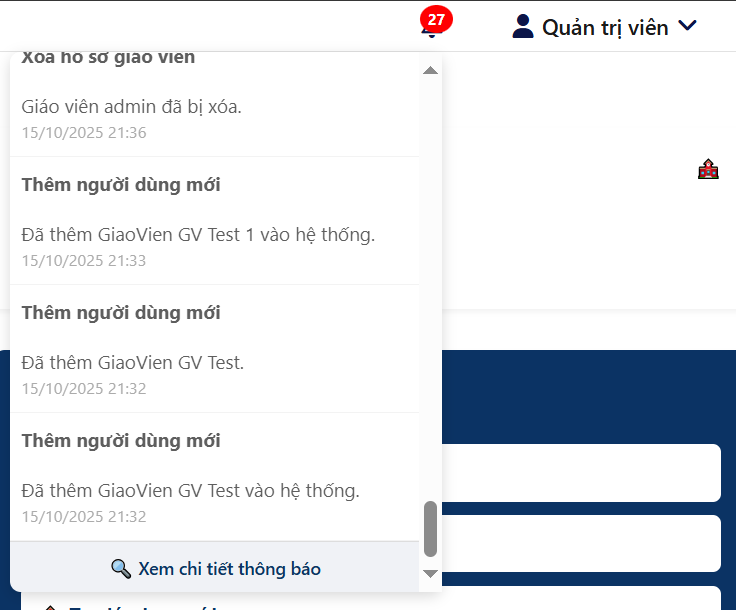 27
Quản trị viên
Xóa hồ sơ giáo viên
Giáo viên admin đã bị xóa.
15/10/2025 21:36
Thêm người dùng mới
Đã thêm GiaoVien GV Test 1 vào hệ thống.
15/10/2025 21:33
Thêm người dùng mới
Đã thêm GiaoVien GV Test.
15/10/2025 21:32
Thêm người dùng mới
Đã thêm GiaoVien GV Test vào hệ thống.
15/10/2025 21:32
Xem chi tiết thông báo